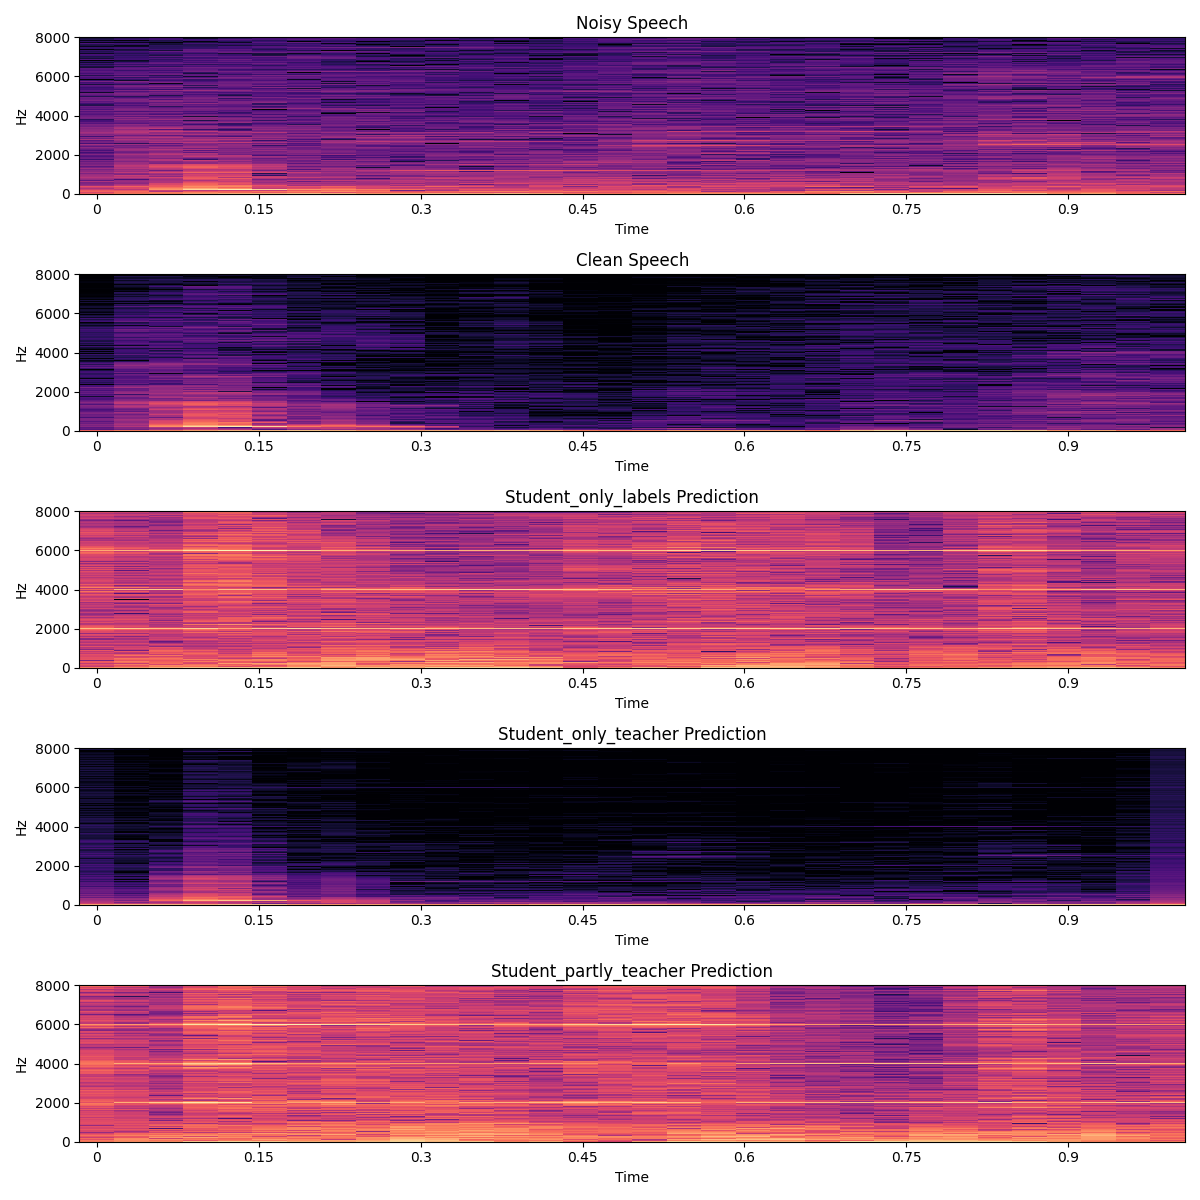 Noisy Speech
8000
6000
4000
2000
0
Hz
0 0.15 0.3 0.45 0.6 0.75 0.9
Time
Clean Speech
8000
6000
4000
2000
0
Hz
0 0.15 0.3 0.45 0.6 0.75 0.9
Time
Student_only_labels Prediction
8000
6000
4000
2000
0
Hz
0 0.15 0.3 0.45 0.6 0.75 0.9
Time
Student_only_teacher Prediction
8000
6000
4000
2000
0
Hz
0 0.15 0.3 0.45 0.6 0.75 0.9
Time
Student_partly_teacher Prediction
8000
6000
4000
2000
0
Hz
0 0.15 0.3 0.45 0.6 0.75 0.9
Time